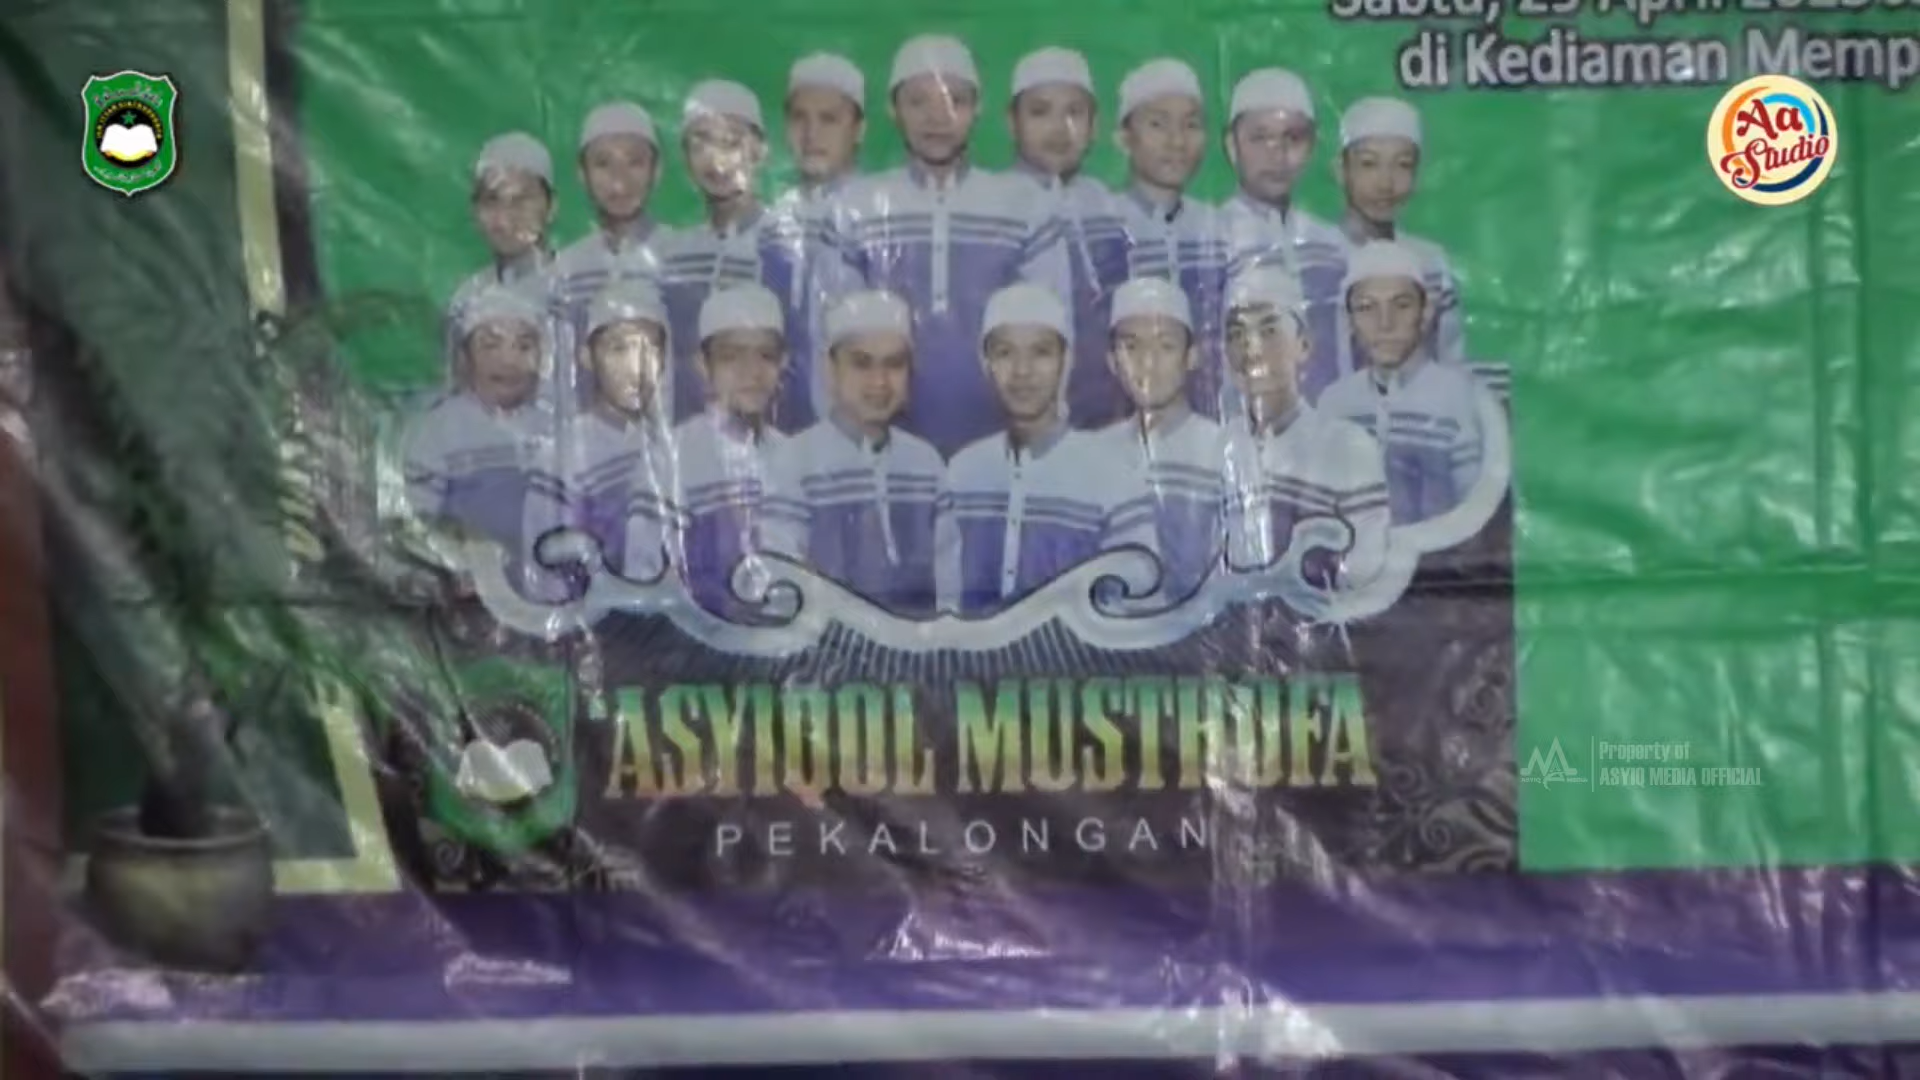 di Kediaman Memp
Aa
Studio
ASYIQOL MUSTHOFA
PEKALONGAN
Property of
ASYIQ MEDIA OFFICIAL